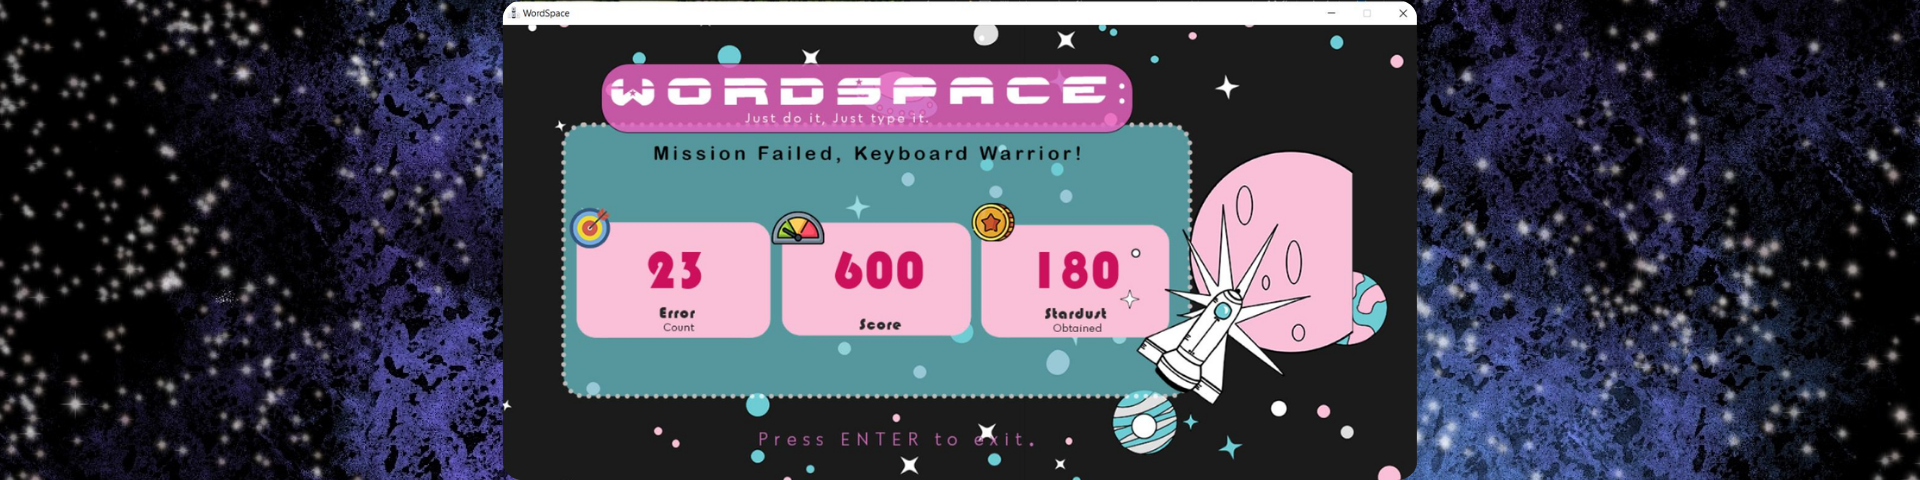 WordSpace
WORDSPACE:
Just do it, Just type it.
Mission Failed, Keyboard Warrior!
23
Error
Count
600
Score
180
Stardust
Obtained
Press ENTER to exit.